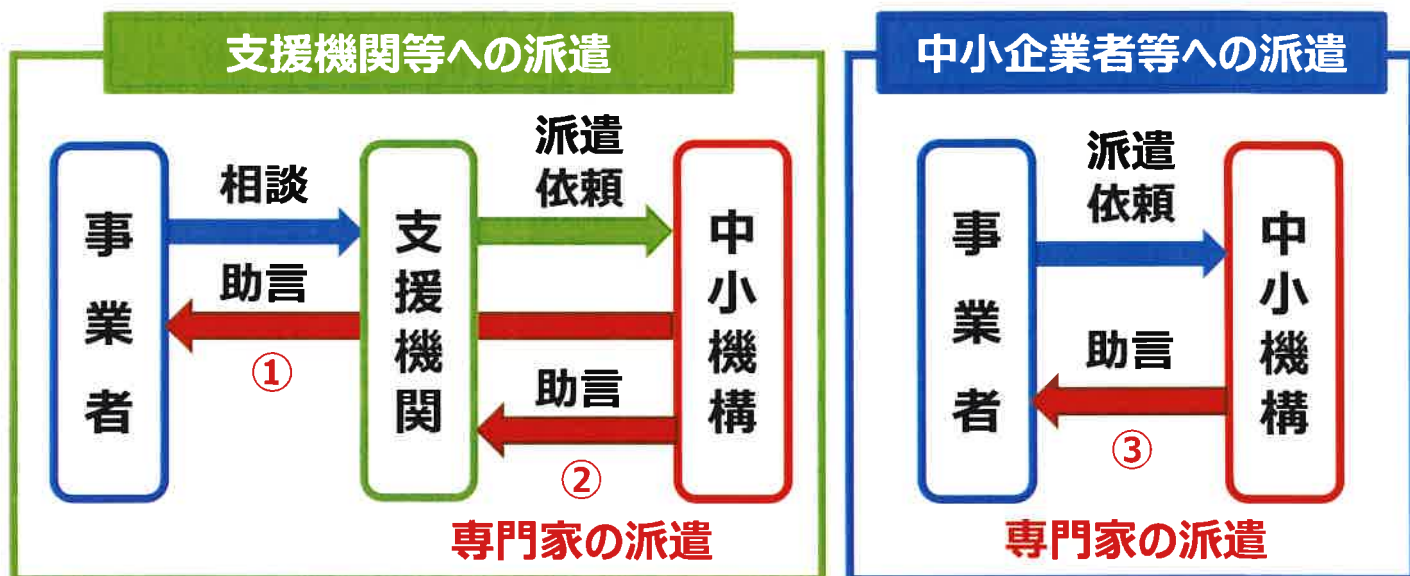 支援機関等への派遣
事業者
相談
助言
①
支援機関
派遣
依頼
助言
②
中小機構
専門家の派遣
中小企業者等への派遣
事業者
派遣
依頼
助言
③
中小機構
専門家の派遣